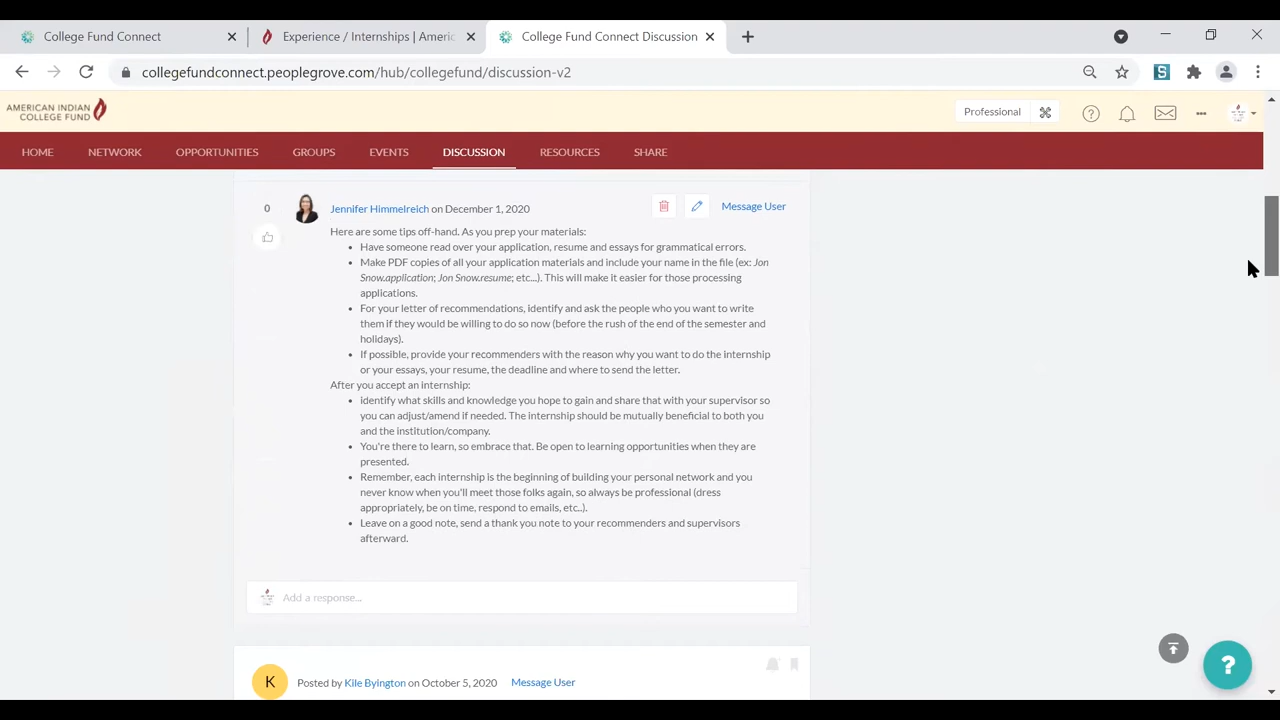 College Fund Connect
Experience / Internships | Americ
College Fund Connect Discussion
collegefundconnect.peoplegrove.com/hub/collegefund/discussion-v2
S
AMERICAN INDIAN
COLLEGE FUND
Professional
HOME
NETWORK
OPPORTUNITIES
GROUPS
EVENTS
DISCUSSION
RESOURCES
SHARE
0
Jennifer Himmelreich on December 1, 2020
Message User
Here are some tips off-hand. As you prep your materials:
• Have someone read over your application, resume and essays for grammatical errors.
• Make PDF copies of all your application materials and include your name in the file (ex: Jon
Snow.application; Jon Snow.resume; etc...). This will make it easier for those processing
applications.
• For your letter of recommendations, identify and ask the people who you want to write
them if they would be willing to do so now (before the rush of the end of the semester and
holidays).
• If possible, provide your recommenders with the reason why you want to do the internship
or your essays, your resume, the deadline and where to send the letter.
After you accept an internship:
• identify what skills and knowledge you hope to gain and share that with your supervisor so
you can adjust/amend if needed. The internship should be mutually beneficial to both you
and the institution/company.
• You're there to learn, so embrace that. Be open to learning opportunities when they are
presented.
• Remember, each internship is the beginning of building your personal network and you
never know when you'll meet those folks again, so always be professional (dress
appropriately, be on time, respond to emails, etc..).
• Leave on a good note, send a thank you note to your recommenders and supervisors
afterward.
Add a response...
K
Posted by Kile Byington on October 5, 2020
Message User
?